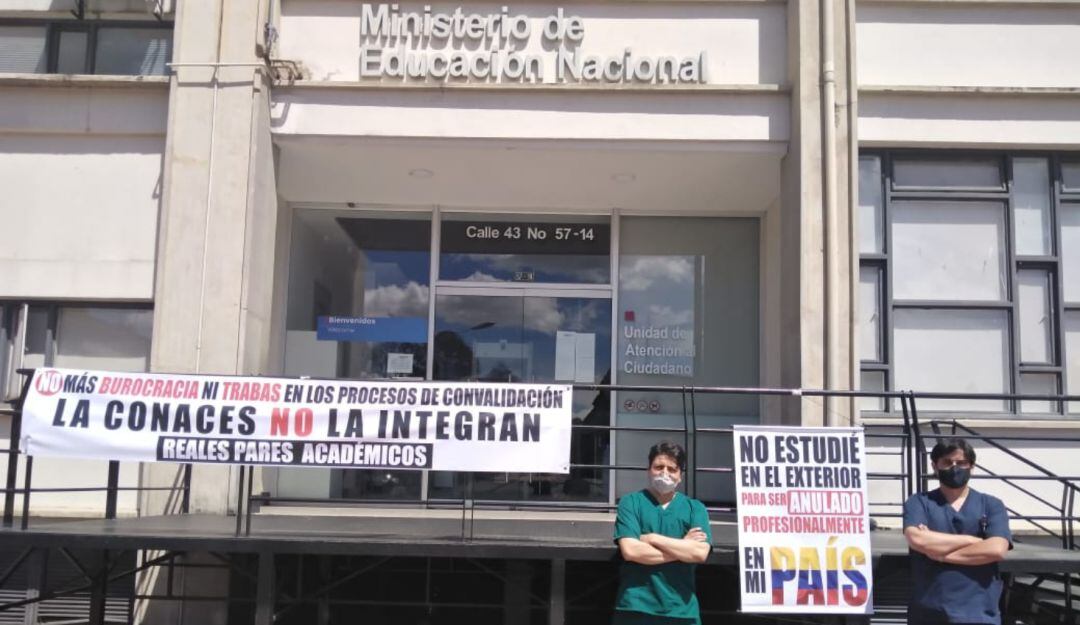 Ministerio de
Educación Nacional
Calle 43 No 57-14
Bienvenidos
Welcome
Unidad de
Atención al
Ciudadano
NO MÁS BUROCRACIA NI TRABAS EN LOS PROCESOS DE CONVALIDACIÓN
LA CONACES NO LA INTEGRAN
REALES PARES ACADÉMICOS
NO ESTUDIÉ
EN EL EXTERIOR
PARA SER ANULADO
PROFESIONALMENTE
EN MI PAÍS